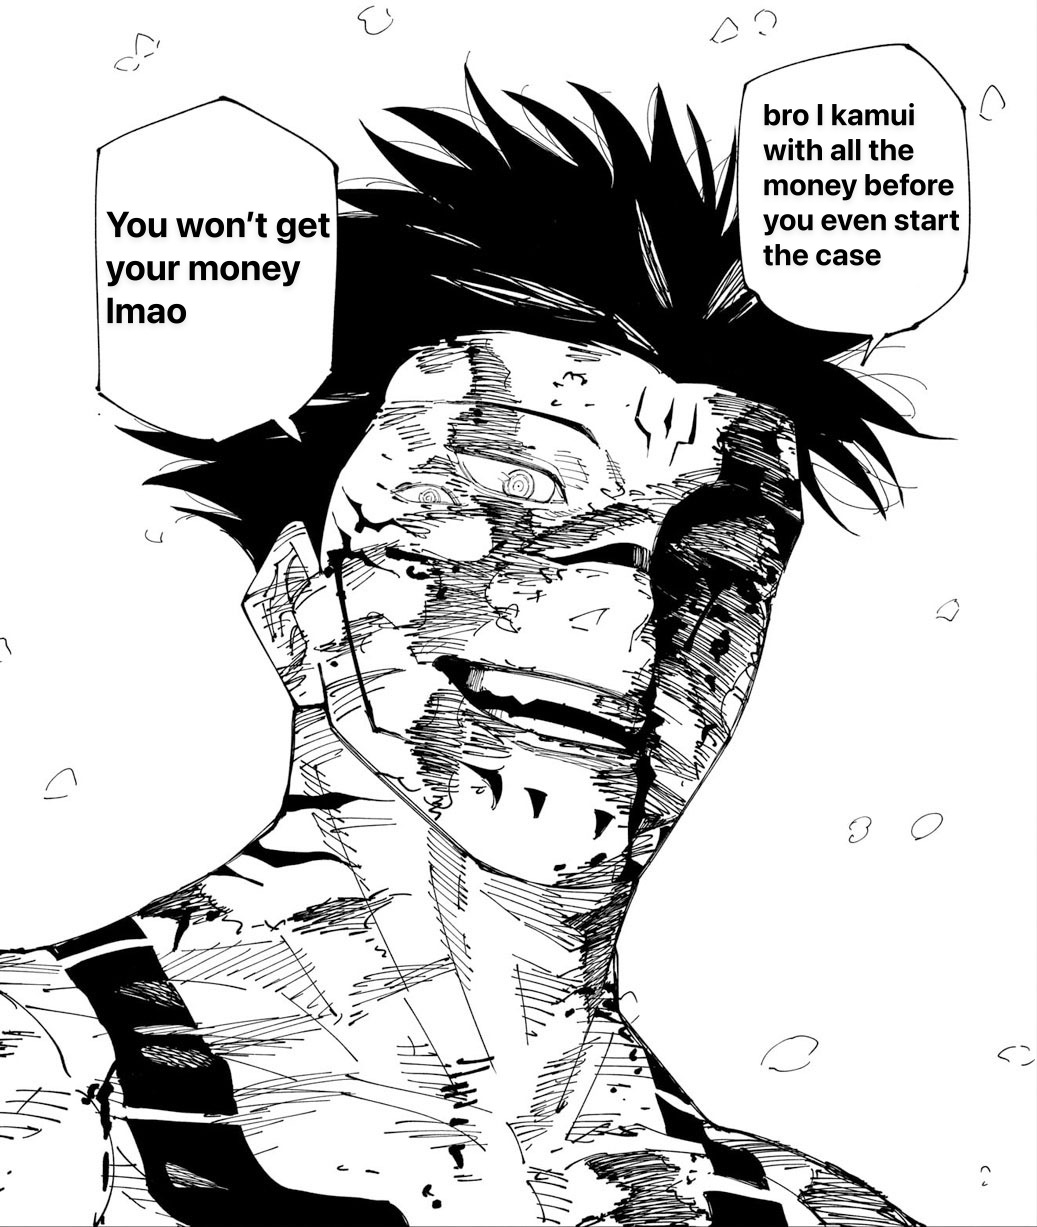 You won’t get
your money
lmao
bro I kamui
with all the
money before
you even start
the case